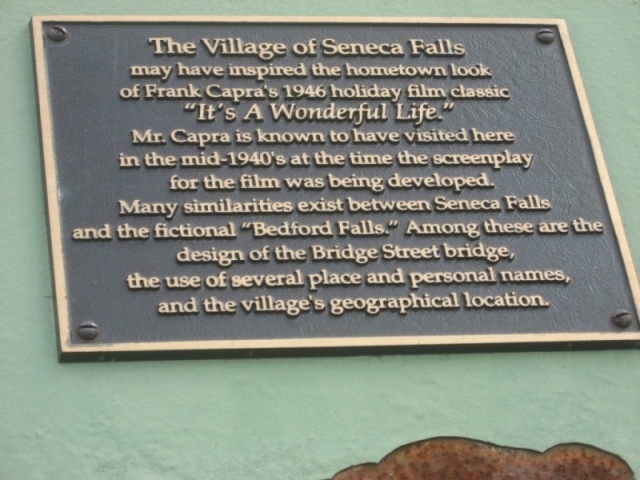 The Village of Seneca Falls
may have inspired the hometown look
of Frank Capra's 1946 holiday film classic
"It's A Wonderful Life."
Mr. Capra is known to have visited here
in the mid-1940's at the time the screenplay
for the film was being developed.
Many similarities exist between Seneca Falls
and the fictional "Bedford Falls." Among these are the
design of the Bridge Street bridge,
the use of several place and personal names,
and the village's geographical location.